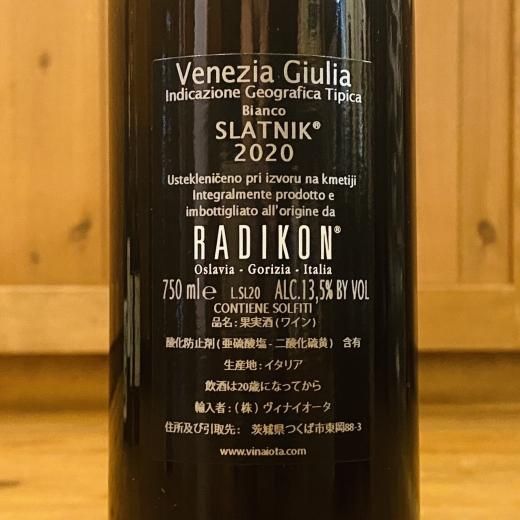 Venezia Giulia
Indicazione Geografica Tipica
Bianco
SLATNIK®
2020
Ustekleničeno pri izvoru na kmetiji
Integralmente prodotto e
imbottigliato all'origine da
RADIKON®
Oslavia - Gorizia - Italia
750 ml℮ L.SL20 ALC.13,5% BY VOL
CONTIENE SOLFITI
品名：果実酒（ワイン）
酸化防止剤（亜硫酸塩 - 二酸化硫黄） 含有
生産地：イタリア
飲酒は20歳になってから
輸入者：（株）ヴィナイオータ
住所及び引取先： 茨城県つくば市東岡88-3
www.vinaiota.com